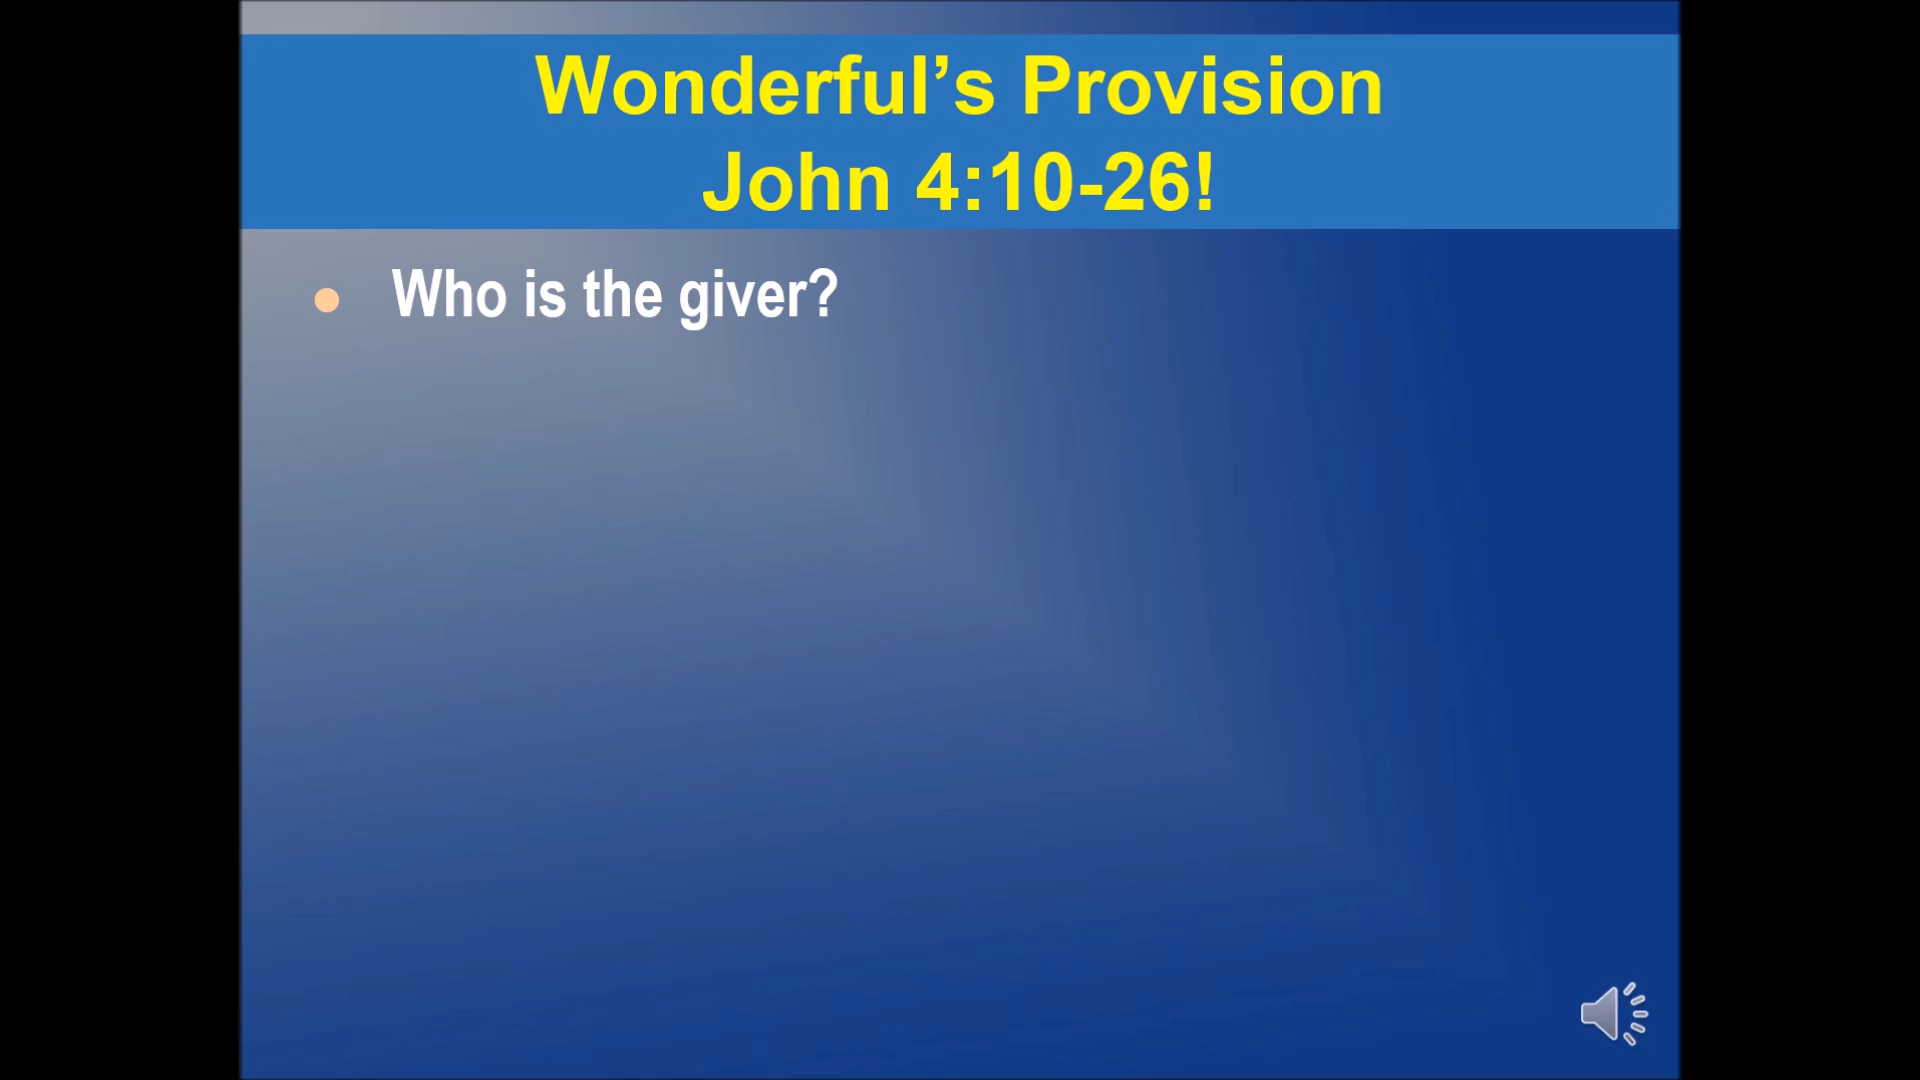 Wonderful’s Provision
John 4:10-26!
• Who is the giver?